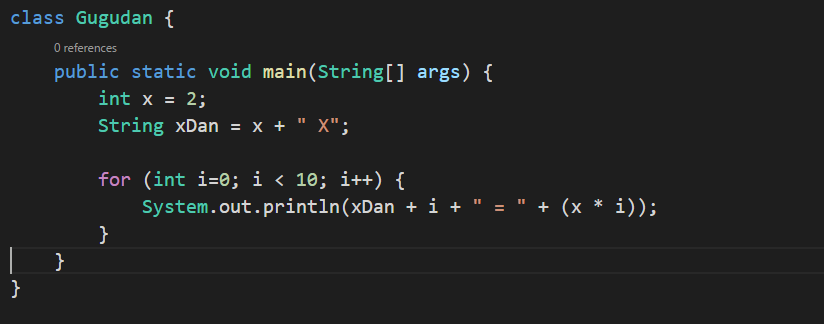 class Gugudan {
0 references
public static void main(String[] args) {
int x = 2;
String xDan = x + " X";
for (int i=0; i < 10; i++) {
System.out.println(xDan + i + " = " + (x * i));
}
}
}